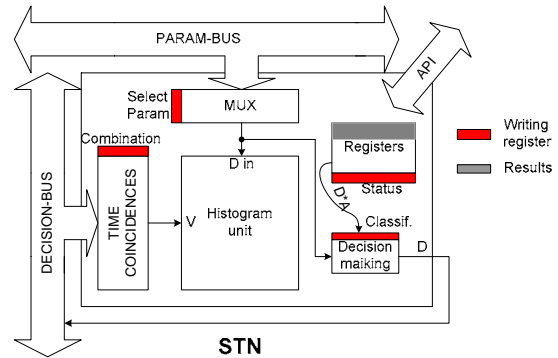 PARAM-BUS
API
Select
Param
MUX
Writing
register
Combination
Registers
Results
D in
Status
DECISION-BUS
TIME
COINCIDENCES
V
Histogram
unit
D*A
Classif.
Decision
maiking
D
STN